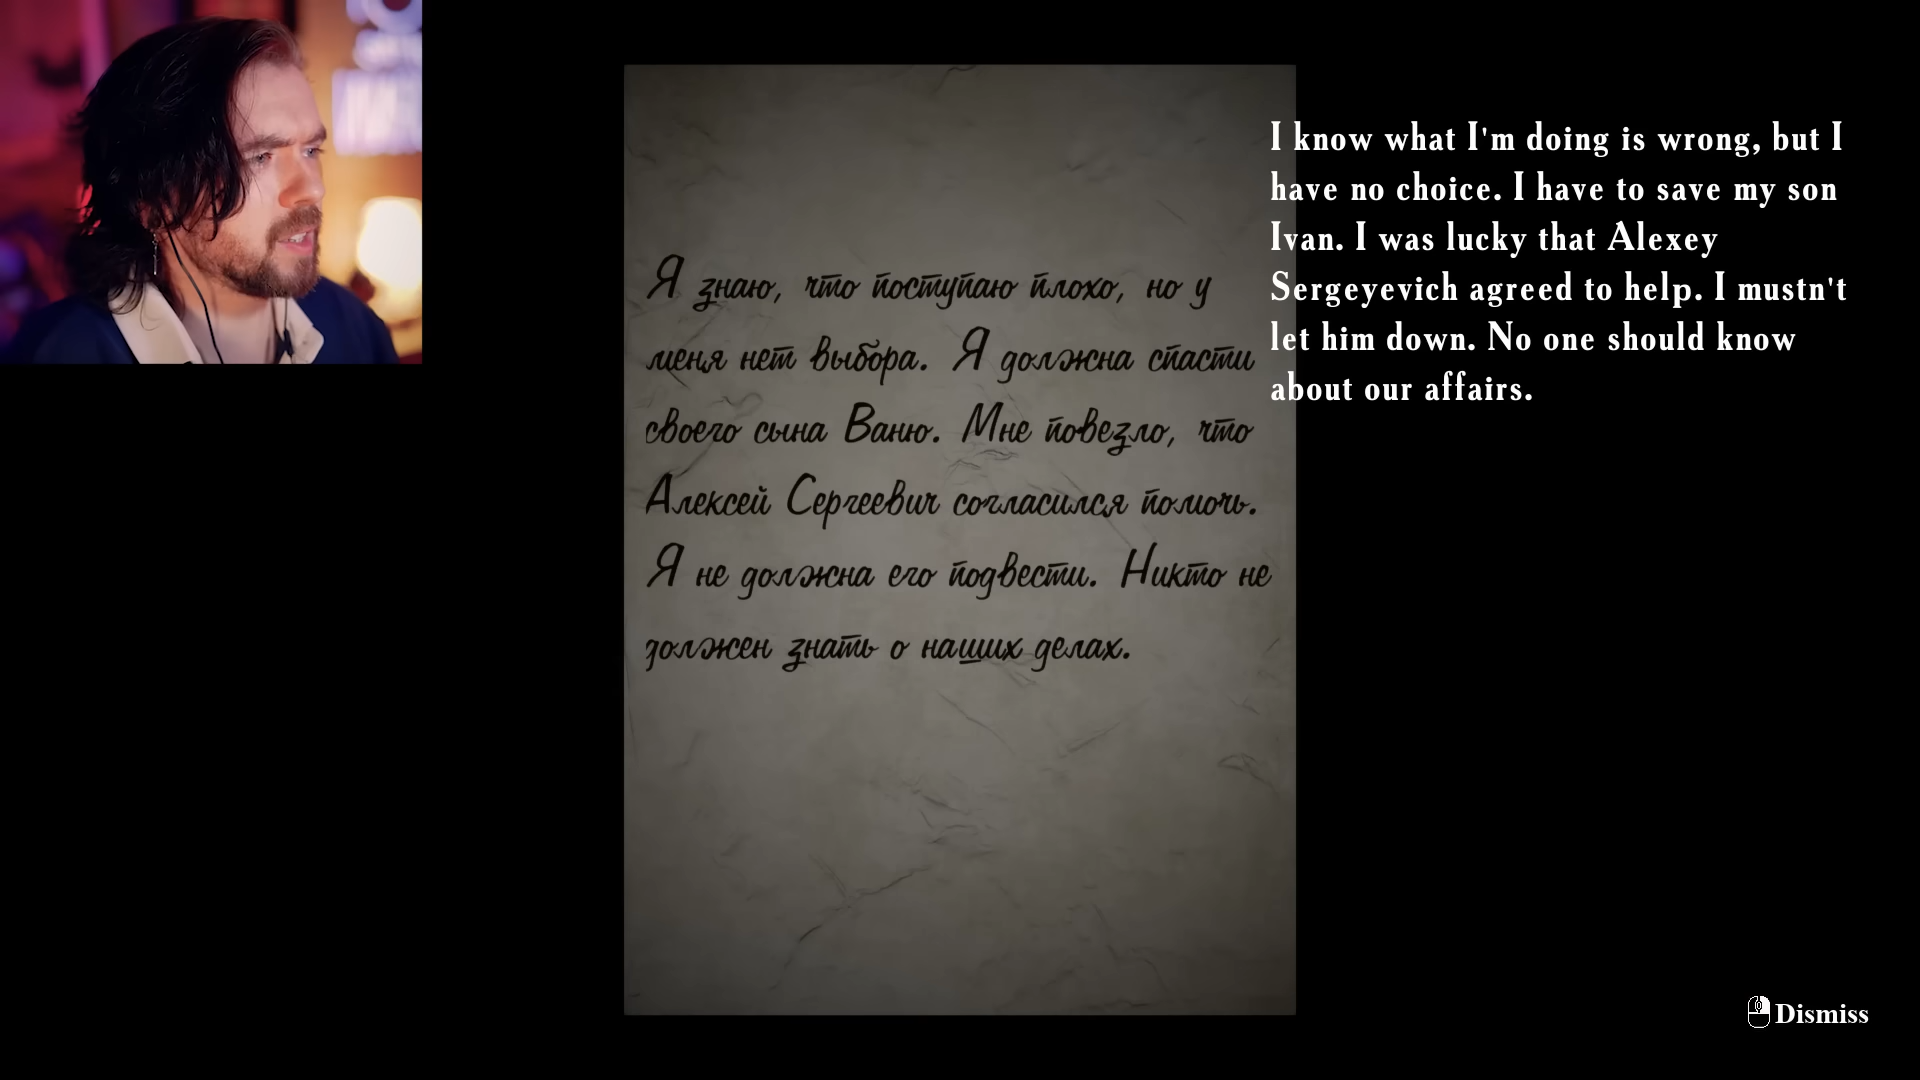 Я знаю, что поступаю плохо, но у
меня нет выбора. Я должна спасти
своего сына Ваню. Мне повезло, что
Алексей Сергеевич согласился помочь.
Я не должна его подвести. Никто не
должен знать о наших делах.
I know what I'm doing is wrong, but I
have no choice. I have to save my son
Ivan. I was lucky that Alexey
Sergeyevich agreed to help. I mustn't
let him down. No one should know
about our affairs.
Dismiss